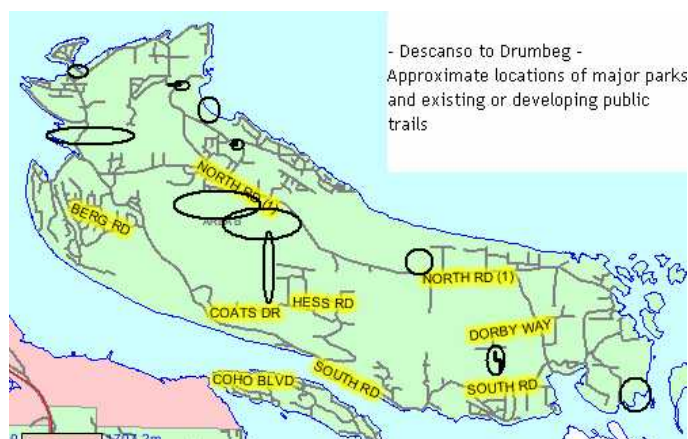 - Descanso to Drumbeg -
Approximate locations of major parks
and existing or developing public
trails
NORTH RD (1)
BERG RD
AREA B
NORTH RD (1)
HESS RD
COATS DR
DORBY WAY
SOUTH RD
COHO BLVD
SOUTH RD